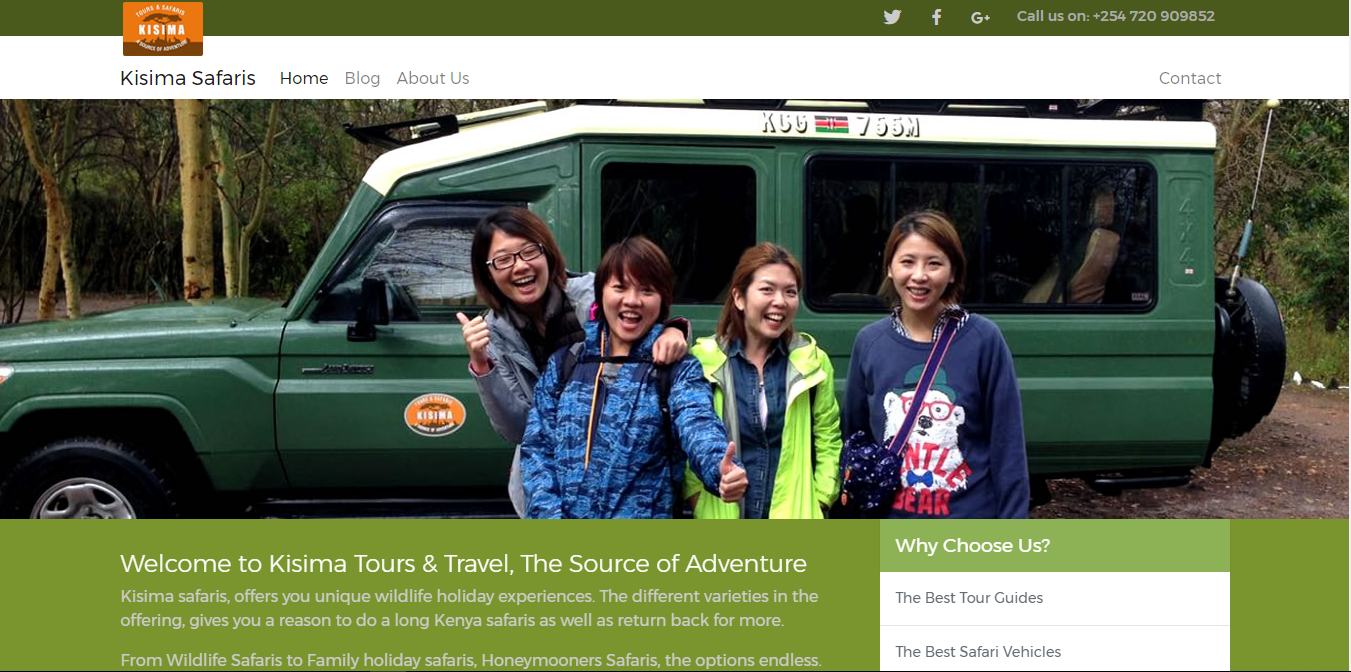 TOURS & SAFARIS
KISIMA
A SOURCE OF ADVENTURE
Call us on: +254 720 909852
Kisima Safaris Home Blog About Us Contact
KCG 755M
4x4
TOURS & SAFARIS
KISIMA
GENTLE
BEAR
Welcome to Kisima Tours & Travel, The Source of Adventure
Kisima safaris, offers you unique wildlife holiday experiences. The different varieties in the
offering, gives you a reason to do a long Kenya safaris as well as return back for more.
From Wildlife Safaris to Family holiday safaris, Honeymooners Safaris, the options endless.
Why Choose Us?
The Best Tour Guides
The Best Safari Vehicles